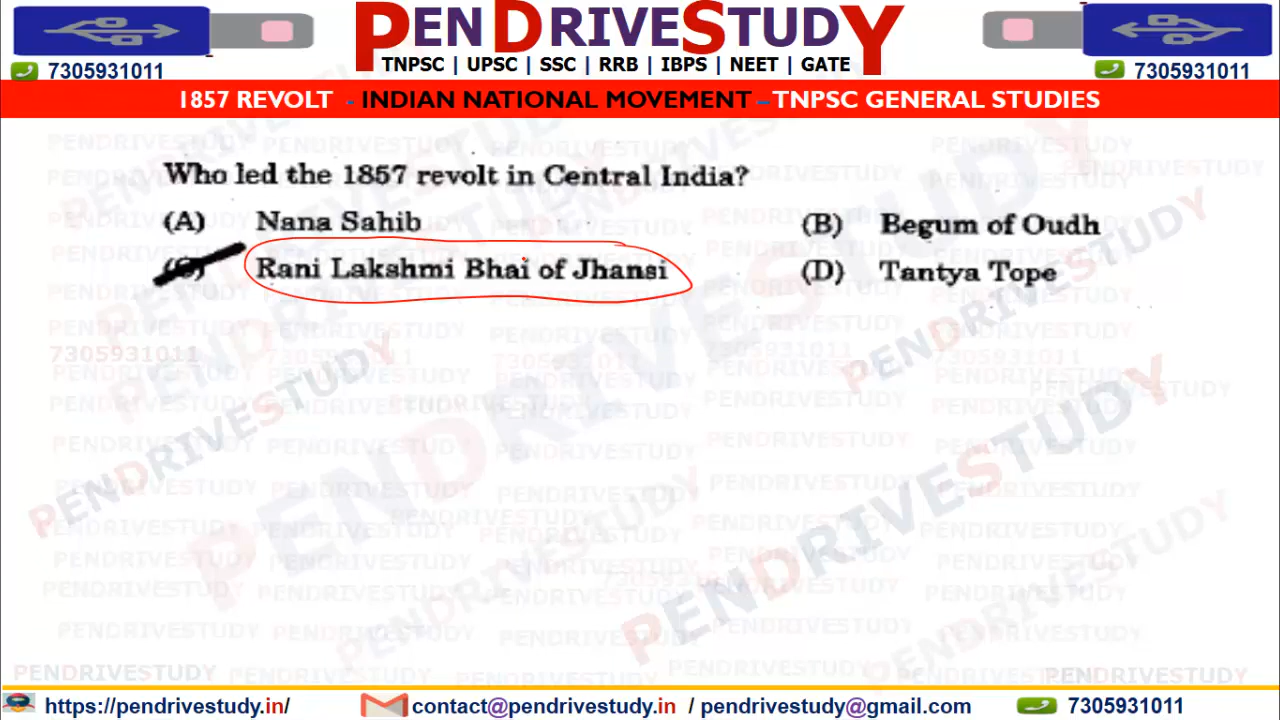 PENDRIVESTUDY
TNPSC | UPSC | SSC | RRB | IBPS | NEET | GATE
7305931011
7305931011
1857 REVOLT - INDIAN NATIONAL MOVEMENT – TNPSC GENERAL STUDIES
Who led the 1857 revolt in Central India?
(A) Nana Sahib
(B) Begum of Oudh
Rani Lakshmi Bhai of Jhansi
(D) Tantya Tope
https://pendrivestudy.in/
contact@pendrivestudy.in / pendrivestudy@gmail.com
7305931011